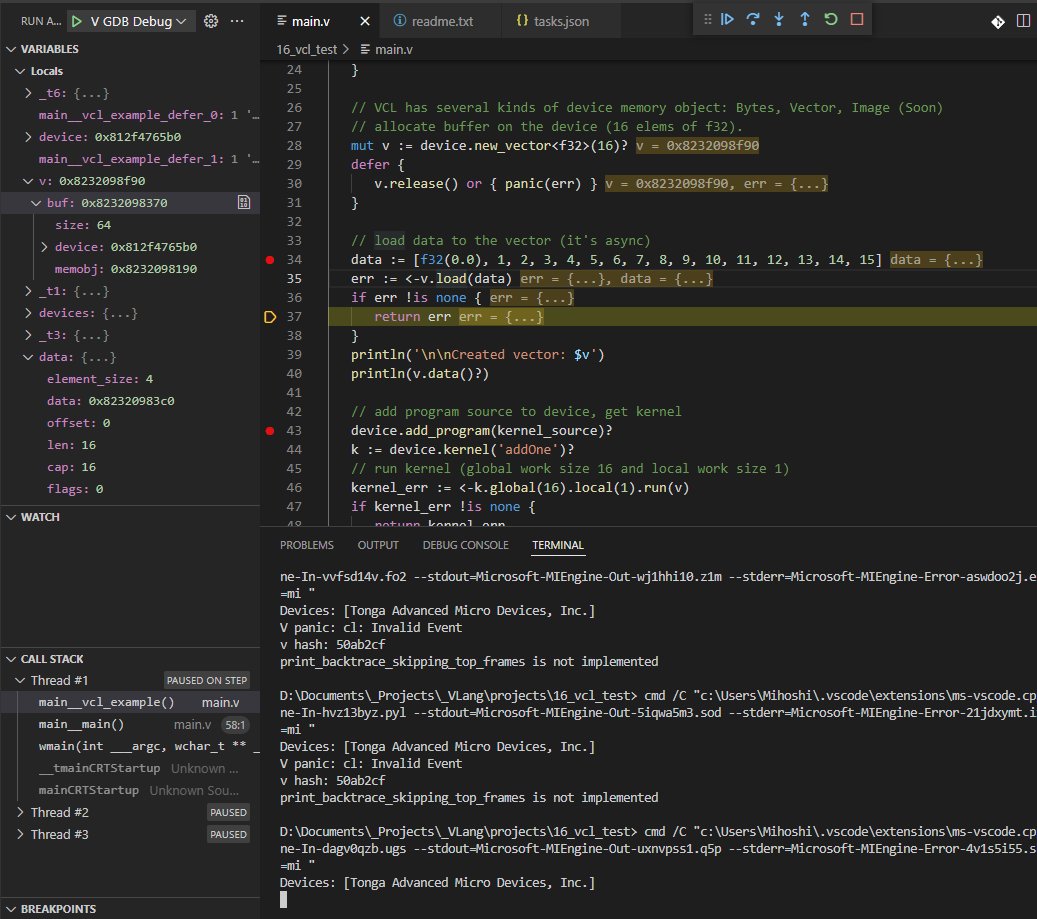 RUN A... V GDB Debug
VARIABLES
Locals
_t6: {...}
main__vcl_example_defer_0: 1 '...
device: 0x812f4765b0
main__vcl_example_defer_1: 1 '...
v: 0x8232098f90
buf: 0x8232098370
size: 64
device: 0x812f4765b0
memobj: 0x8232098190
_t1: {...}
devices: {...}
_t3: {...}
data: {...}
element_size: 4
data: 0x82320983c0
offset: 0
len: 16
cap: 16
flags: 0
WATCH
CALL STACK
Thread #1 PAUSED ON STEP
main__vcl_example() main.v
main__main() main.v 58:1
wmain(int ___argc, wchar_t ** _
__tmainCRTStartup Unknown ...
mainCRTStartup Unknown Sou...
Thread #2 PAUSED
Thread #3 PAUSED
BREAKPOINTS
main.v readme.txt tasks.json
16_vcl_test > main.v
24 }
25
26 // VCL has several kinds of device memory object: Bytes, Vector, Image (Soon)
27 // allocate buffer on the device (16 elems of f32).
28 mut v := device.new_vector<f32>(16)? v = 0x8232098f90
29 defer {
30 v.release() or { panic(err) } v = 0x8232098f90, err = {...}
31 }
32
33 // load data to the vector (it's async)
34 data := [f32(0.0), 1, 2, 3, 4, 5, 6, 7, 8, 9, 10, 11, 12, 13, 14, 15] data = {...}
35 err := <-v.load(data) err = {...}, data = {...}
36 if err !is none { err = {...}
37 return err err = {...}
38 }
39 println('\n\nCreated vector: $v')
40 println(v.data()?)
41
42 // add program source to device, get kernel
43 device.add_program(kernel_source)?
44 k := device.kernel('addOne')?
45 // run kernel (global work size 16 and local work size 1)
46 kernel_err := <-k.global(16).local(1).run(v)
47 if kernel_err !is none {
48 return kernel_err
PROBLEMS OUTPUT DEBUG CONSOLE TERMINAL
ne-In-vvfsd14v.fo2 --stdout=Microsoft-MIEngine-Out-wj1hhi10.z1m --stderr=Microsoft-MIEngine-Error-aswdoo2j.e
=mi "
Devices: [Tonga Advanced Micro Devices, Inc.]
V panic: cl: Invalid Event
v hash: 50ab2cf
print_backtrace_skipping_top_frames is not implemented
D:\Documents\_Projects\_VLang\projects\16_vcl_test> cmd /C "c:\Users\Mihoshi\.vscode\extensions\ms-vscode.cp
ne-In-hvz13byz.pyl --stdout=Microsoft-MIEngine-Out-5iqwa5m3.sod --stderr=Microsoft-MIEngine-Error-21jdxymt.i
=mi "
Devices: [Tonga Advanced Micro Devices, Inc.]
V panic: cl: Invalid Event
v hash: 50ab2cf
print_backtrace_skipping_top_frames is not implemented
D:\Documents\_Projects\_VLang\projects\16_vcl_test> cmd /C "c:\Users\Mihoshi\.vscode\extensions\ms-vscode.cp
ne-In-dagv0qzb.ugs --stdout=Microsoft-MIEngine-Out-uxnvpss1.q5p --stderr=Microsoft-MIEngine-Error-4v1s5i55.s
=mi "
Devices: [Tonga Advanced Micro Devices, Inc.]